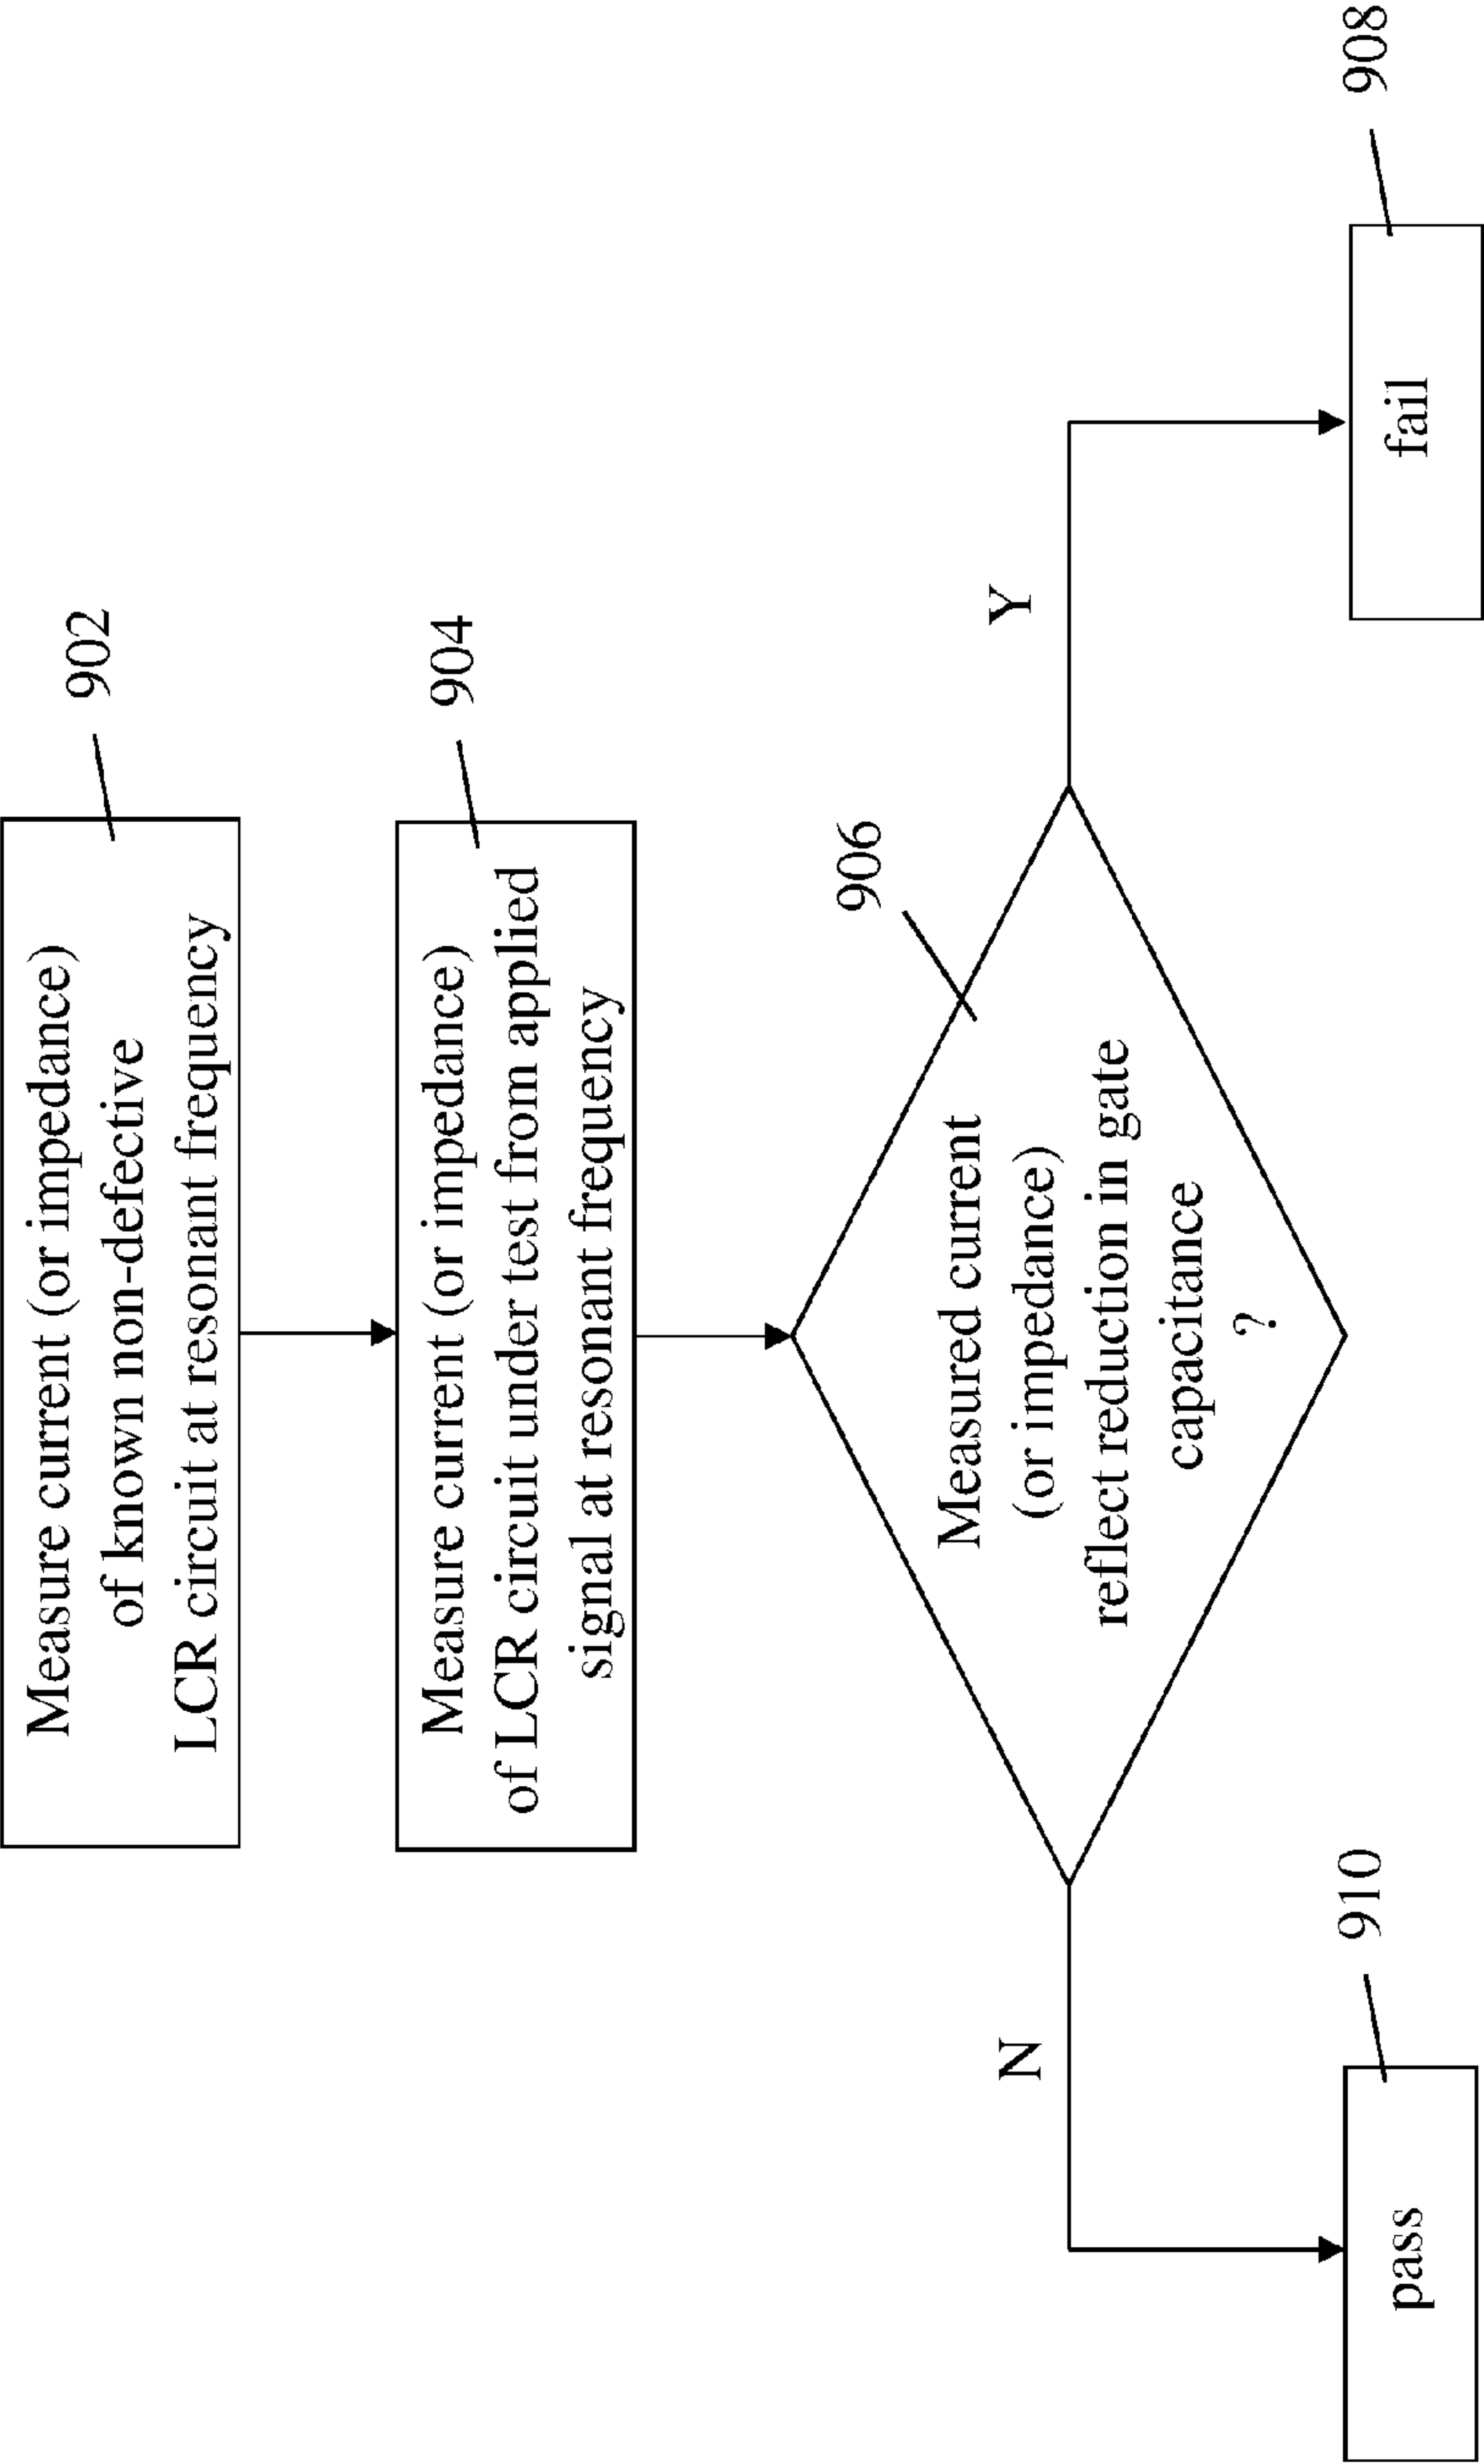 Measure current (or impedance)
of known non-defective
LCR circuit at resonant frequency
902
Measure current (or impedance)
of LCR circuit under test from applied
signal at resonant frequency
904
Measured current
(or impedance)
reflect reduction in gate
capacitance
?
906
N
Y
pass
910
fail
908